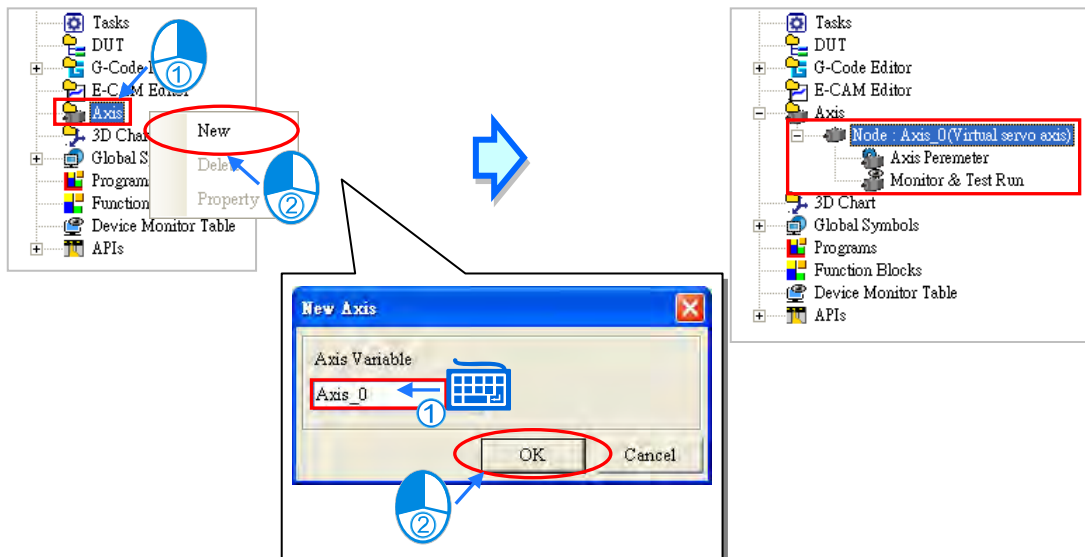 Tasks
DUT
G-Code
E-CAM Editor
Axis
3D Char
Global S
Program
Function
Device Monitor Table
APIs
①
New
Delet
Property
②
New Axis
Axis Variable
Axis_0
①
OK
Cancel
②
Tasks
DUT
G-Code Editor
E-CAM Editor
Axis
Node : Axis_0(Virtual servo axis)
Axis Peremeter
Monitor & Test Run
3D Chart
Global Symbols
Programs
Function Blocks
Device Monitor Table
APIs